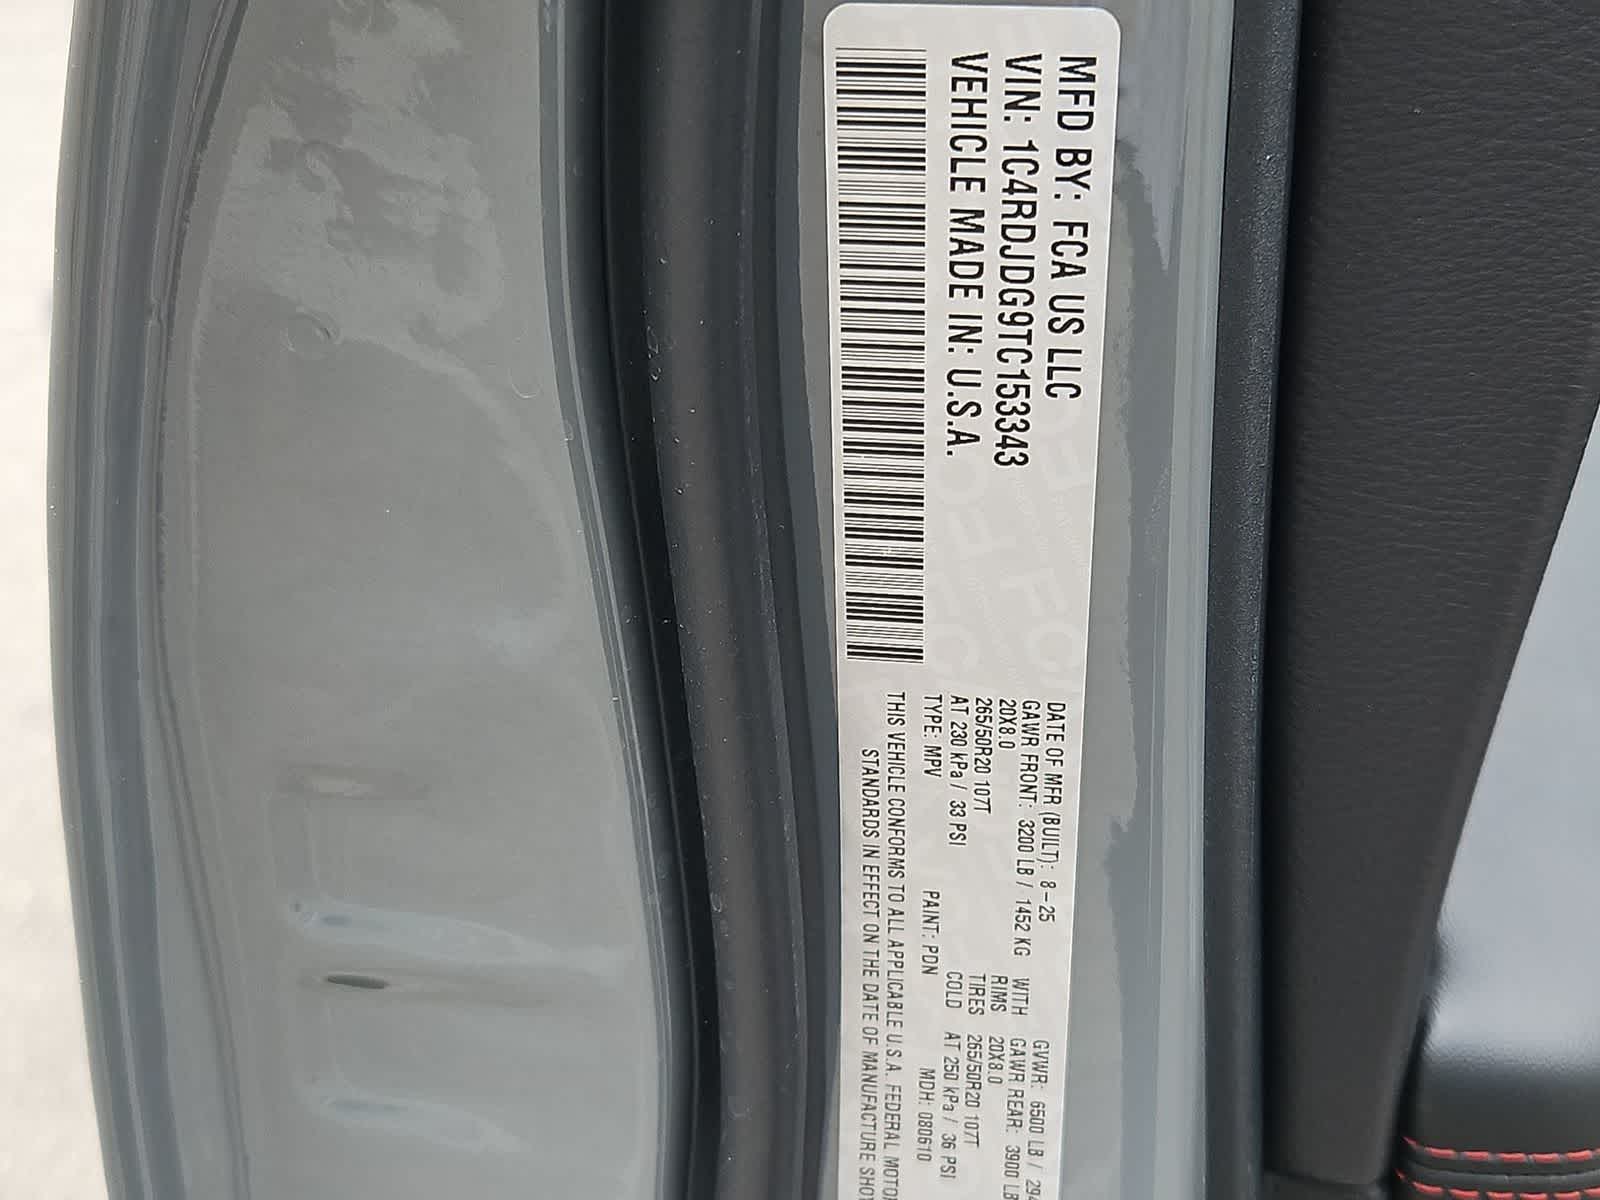 MFD BY: FCA US LLC
VIN: 1C4RDJDG9TC153343
VEHICLE MADE IN: U.S.A.
DATE OF MFR (BUILT): 8-25 GVWR: 6500 LB / 294
GAWR FRONT: 3200 LB / 1452 KG WITH GAWR REAR: 3900 LB
20X8.0 RIMS 20X8.0
265/50R20 107T TIRES 265/50R20 107T
AT 230 kPa / 33 PSI COLD AT 250 kPa / 36 PSI
TYPE: MPV PAINT: PDN MDH: 080610
THIS VEHICLE CONFORMS TO ALL APPLICABLE U.S.A. FEDERAL MOTOR
STANDARDS IN EFFECT ON THE DATE OF MANUFACTURE SHOW